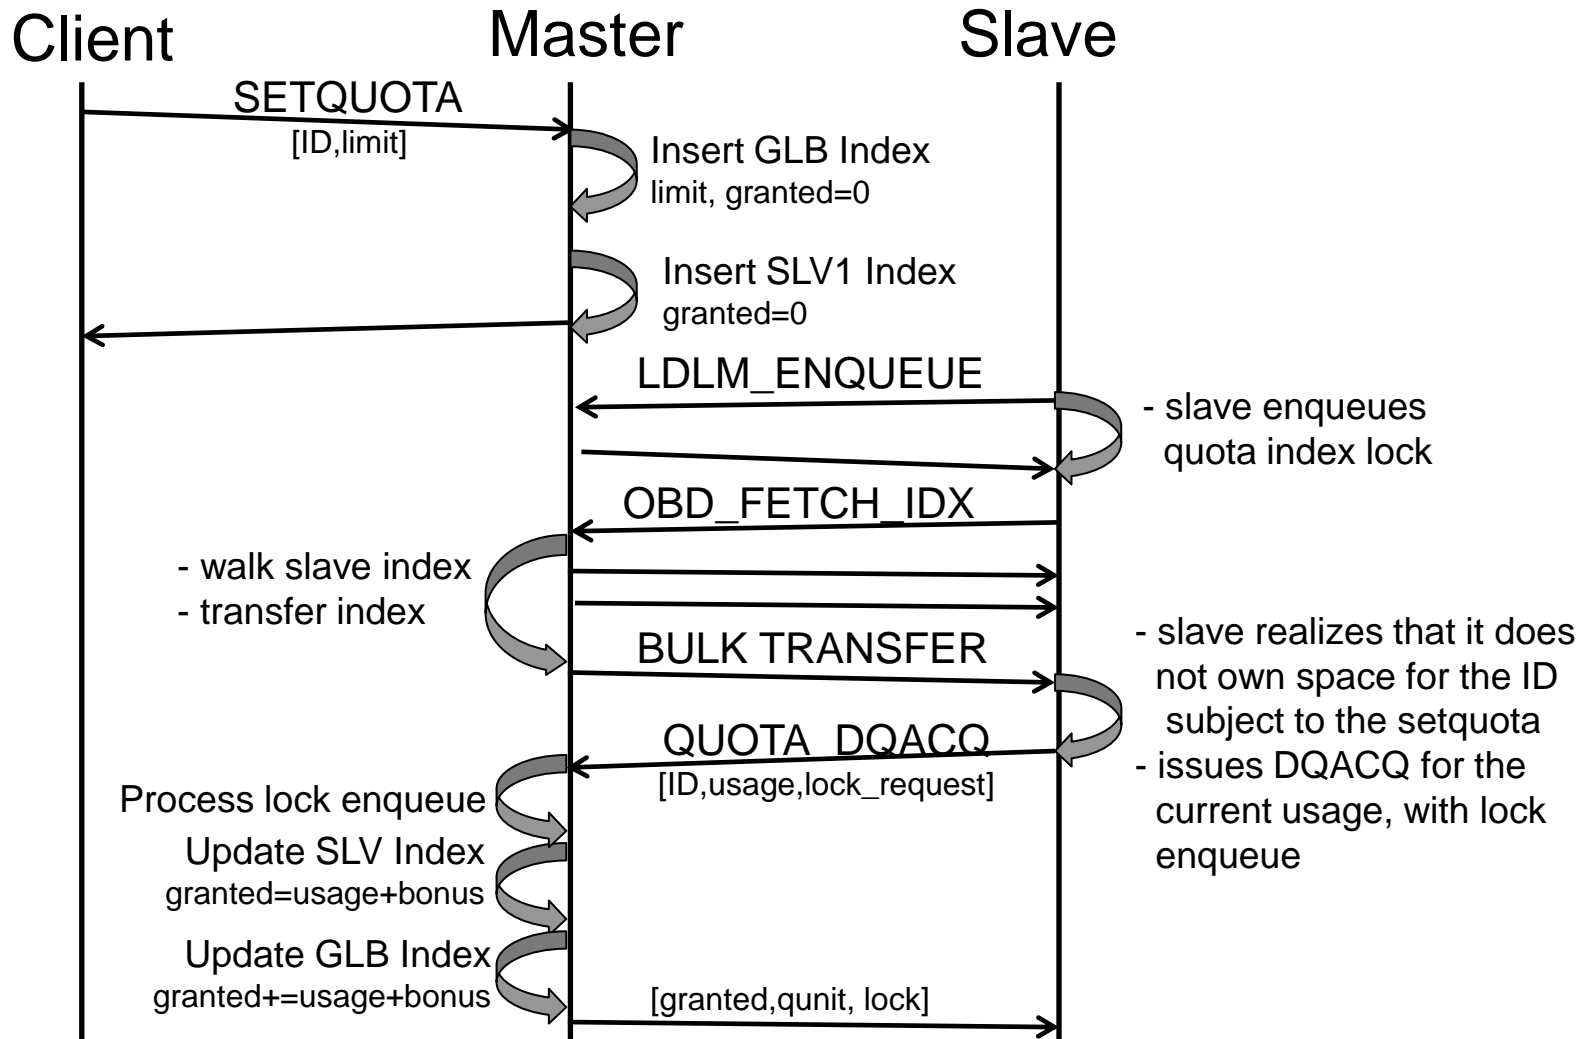 Client
Master
Slave
SETQUOTA
[ID,limit]
Insert GLB Index
limit, granted=0
Insert SLV1 Index
granted=0
LDLM_ENQUEUE
- slave enqueues
quota index lock
OBD_FETCH_IDX
- walk slave index
- transfer index
BULK TRANSFER
- slave realizes that it does
not own space for the ID
subject to the setquota
- issues DQACQ for the
current usage, with lock
enqueue
QUOTA_DQACQ
[ID,usage,lock_request]
Process lock enqueue
Update SLV Index
granted=usage+bonus
Update GLB Index
granted+=usage+bonus
[granted,qunit, lock]